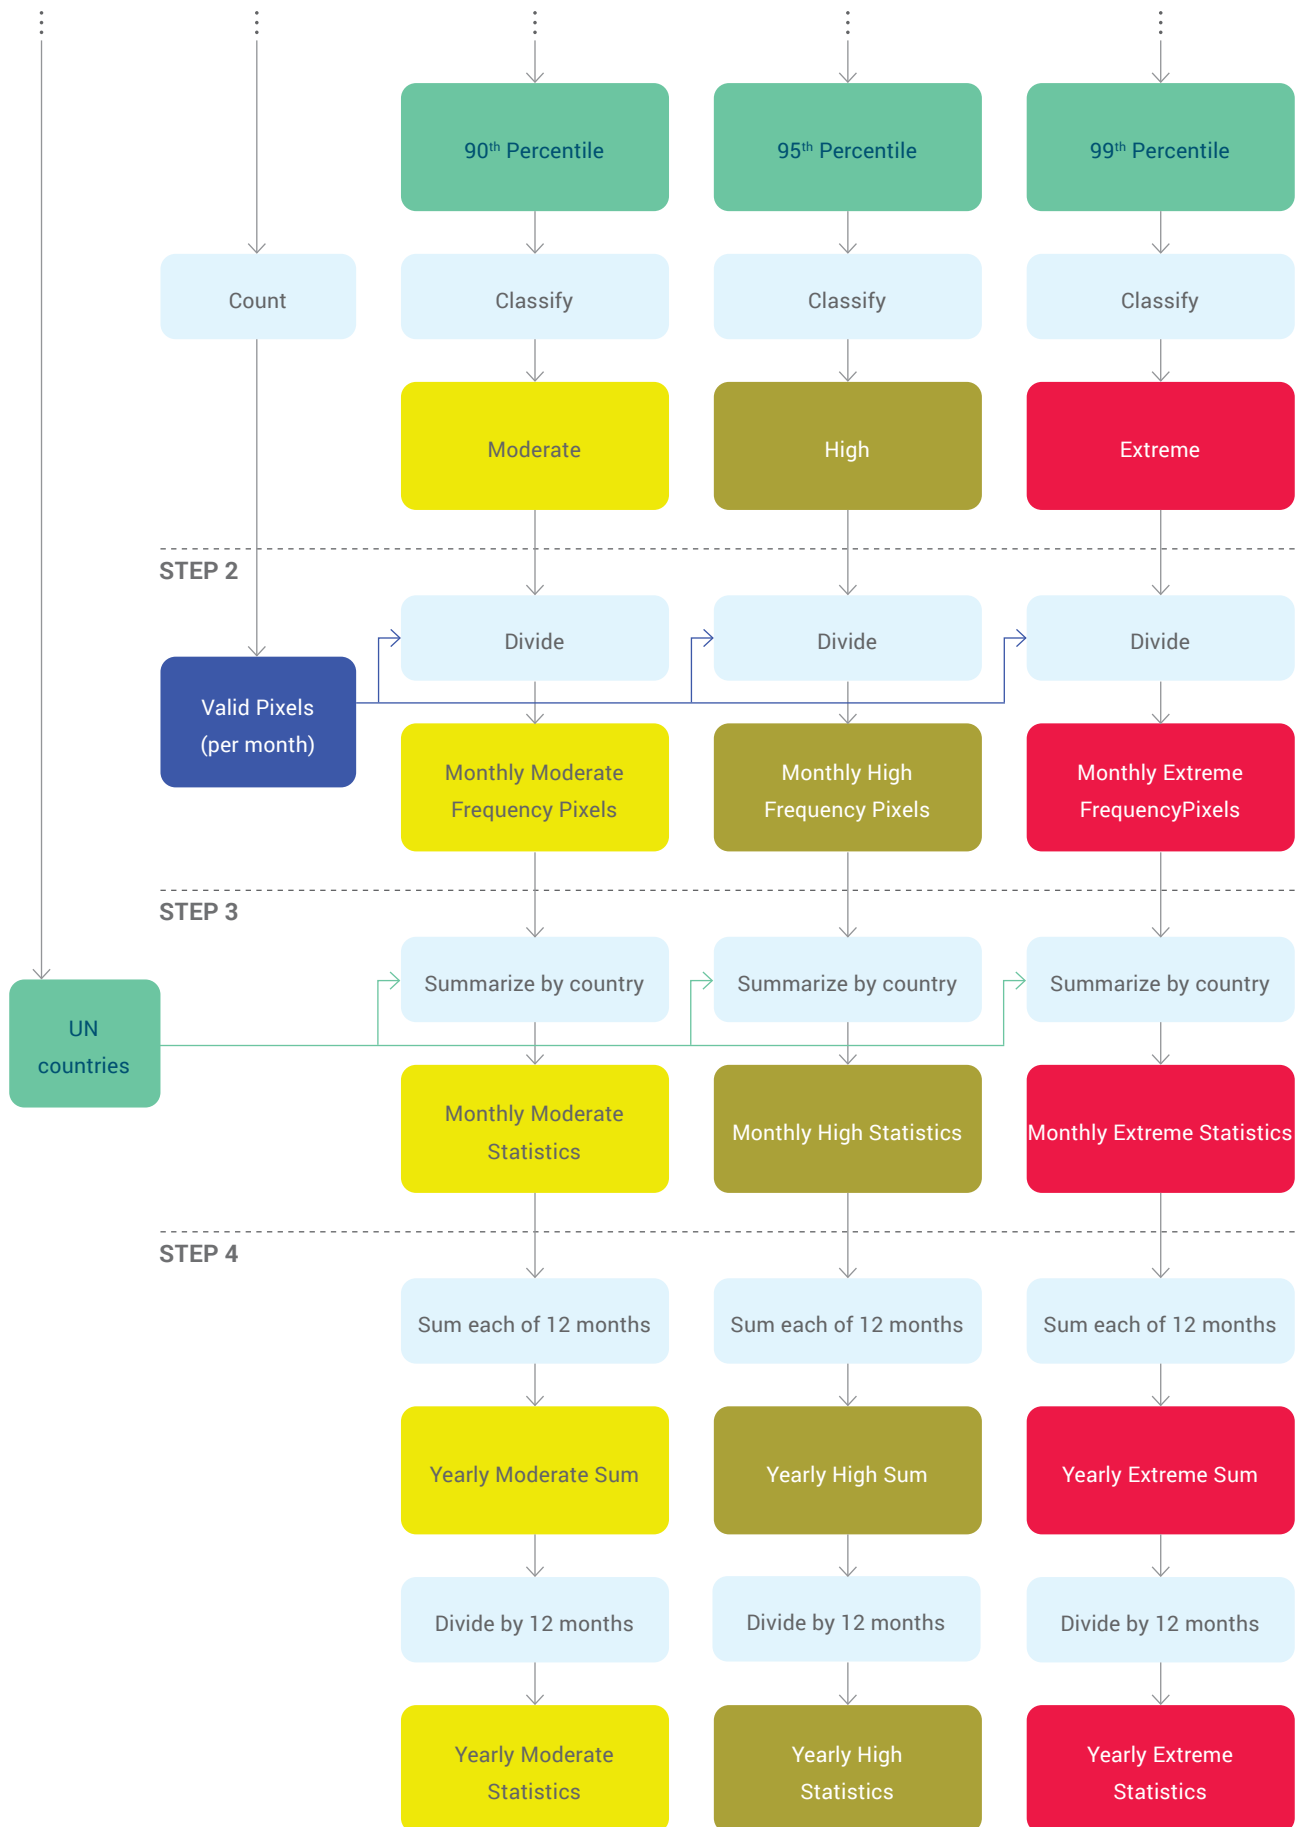 90th Percentile
95th Percentile
99th Percentile
Count
Classify
Classify
Classify
Moderate
High
Extreme
STEP 2
Divide
Divide
Divide
Valid Pixels
(per month)
Monthly Moderate
Frequency Pixels
Monthly High
Frequency Pixels
Monthly Extreme
FrequencyPixels
STEP 3
Summarize by country
Summarize by country
Summarize by country
UN
countries
Monthly Moderate
Statistics
Monthly High Statistics
Monthly Extreme Statistics
STEP 4
Sum each of 12 months
Sum each of 12 months
Sum each of 12 months
Yearly Moderate Sum
Yearly High Sum
Yearly Extreme Sum
Divide by 12 months
Divide by 12 months
Divide by 12 months
Yearly Moderate
Statistics
Yearly High
Statistics
Yearly Extreme
Statistics